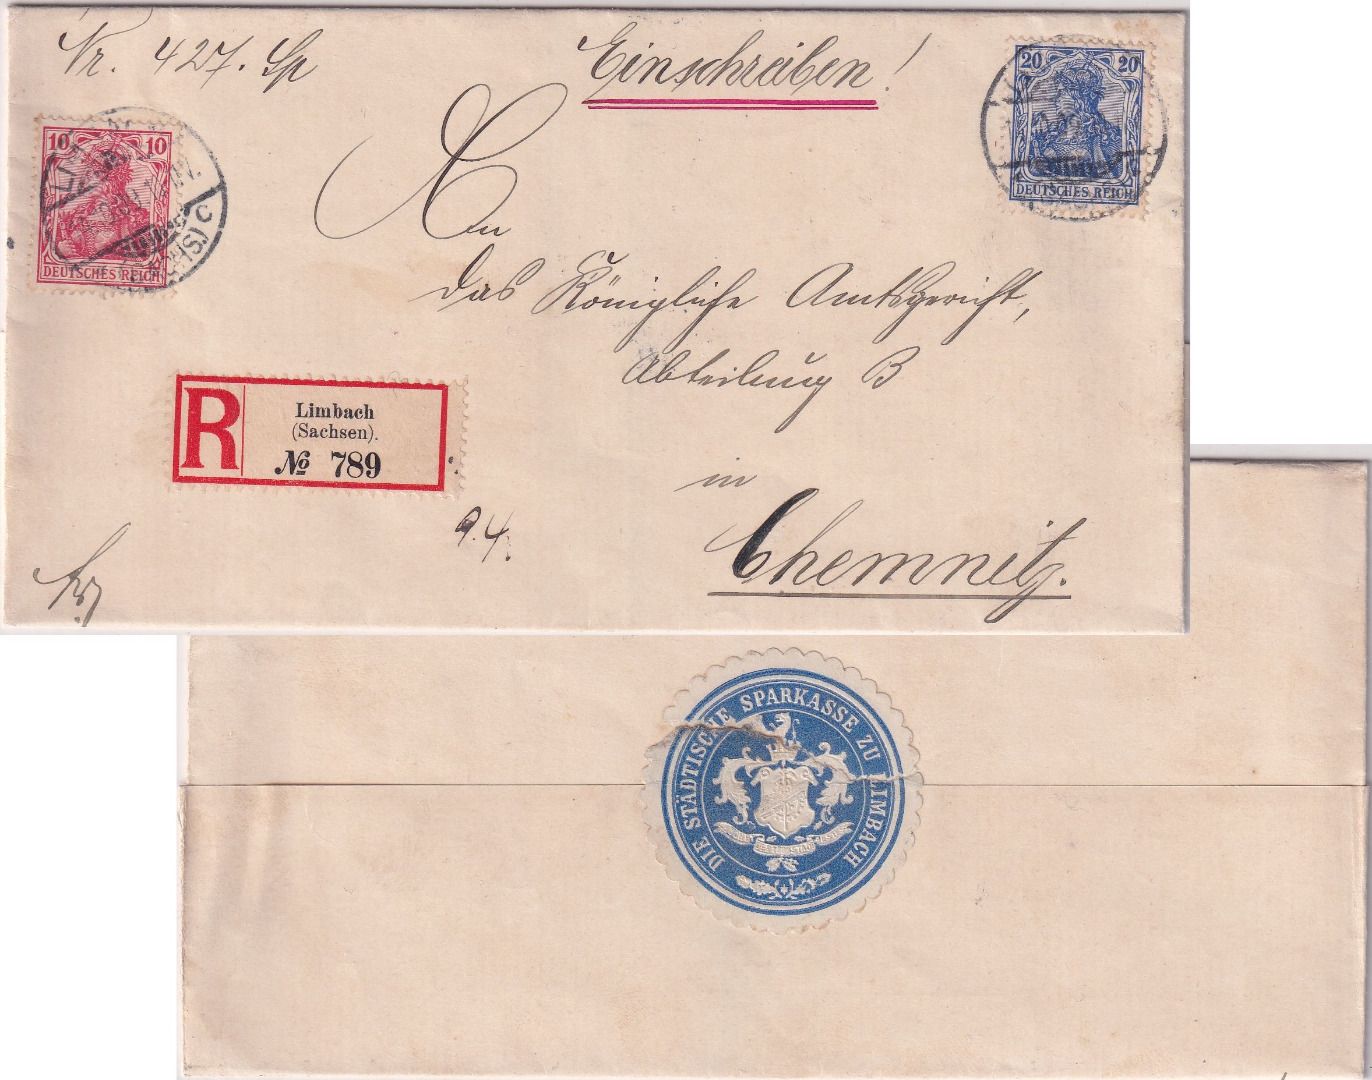 Nr. 427. Sp
Einschreiben!
10 10
DEUTSCHES REICH
(SACHSEN) C
20 20
DEUTSCHES REICH
An
das Königliche Amtsgericht,
Abteilung B
in
Chemnitz.
R
Limbach
(Sachsen).
№ 789
9.4.
DIE STÄDTISCHE SPARKASSE ZU LIMBACH